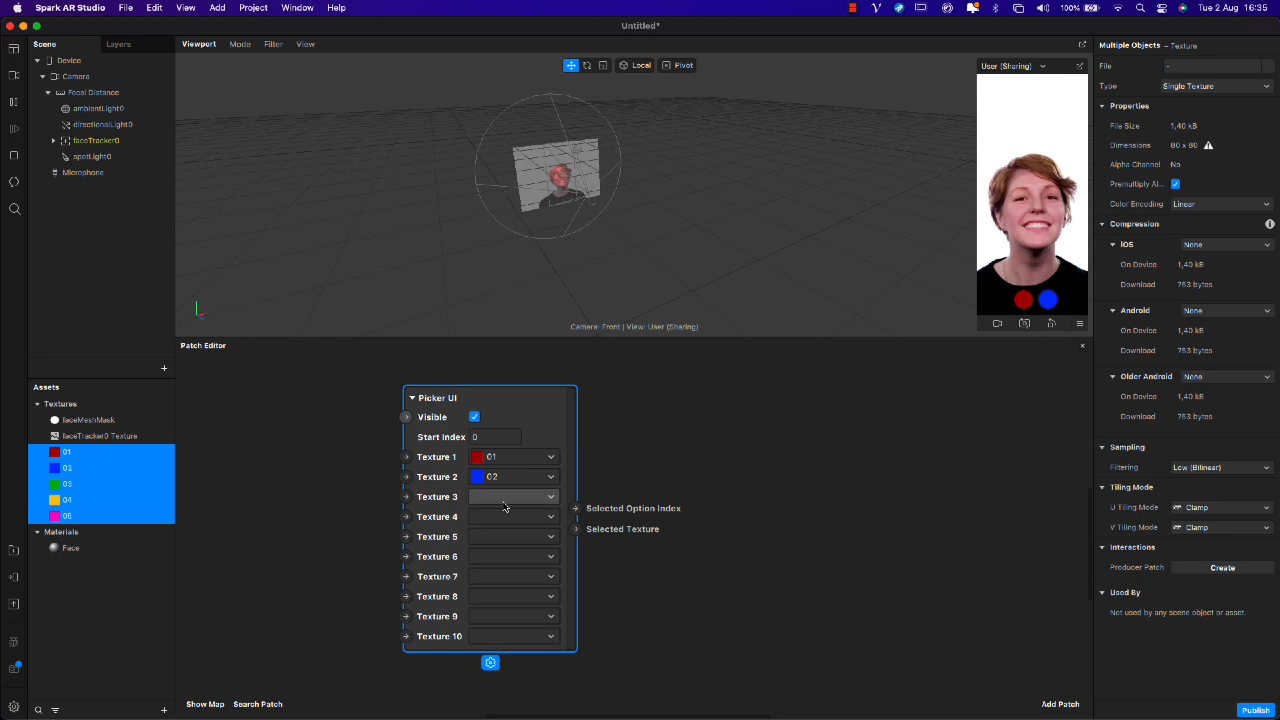 Spark AR Studio File Edit View Add Project Window Help 100% Tue 2 Aug 16:35
Untitled*
Scene Layers
Device
Camera
Focal Distance
ambientLight0
directionalLight0
faceTracker0
spotLight0
Microphone
Assets
Textures
faceMeshMask
faceTracker0 Texture
01
02
03
04
05
Materials
Face
Viewport Mode Filter View
Local Pivot
User (Sharing)
Camera: Front | View: User (Sharing)
Patch Editor
Picker UI
Visible
Start Index 0
Texture 1 01
Texture 2 02
Texture 3
Texture 4
Texture 5
Texture 6
Texture 7
Texture 8
Texture 9
Texture 10
Selected Option Index
Selected Texture
Show Map Search Patch Add Patch
Multiple Objects – Texture
File –
Type Single Texture
Properties
File Size 1,40 kB
Dimensions 80 x 80
Alpha Channel No
Premultiply Al...
Color Encoding Linear
Compression
iOS None
On Device 1,40 kB
Download 753 bytes
Android None
On Device 1,40 kB
Download 753 bytes
Older Android None
On Device 1,40 kB
Download 753 bytes
Sampling
Filtering Low (Bilinear)
Tiling Mode
U Tiling Mode Clamp
V Tiling Mode Clamp
Interactions
Producer Patch Create
Used By
Not used by any scene object or asset.
Publish